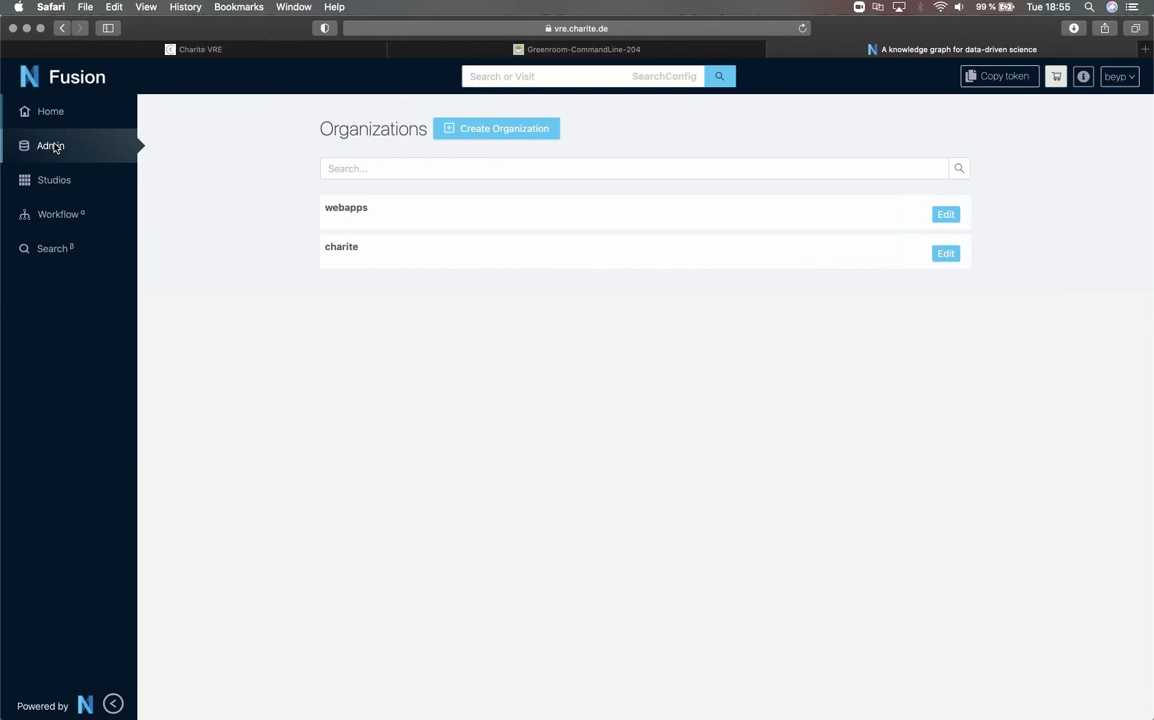 Safari File Edit View History Bookmarks Window Help 99 % Tue 18:55
vre.charite.de
Charite VRE Greenroom-CommandLine-204 A knowledge graph for data-driven science
Fusion Search or Visit SearchConfig Copy token beyp
Home
Admin
Studios
Workflow α
Search β
Organizations Create Organization
Search...
webapps
Edit
charite
Edit
Powered by